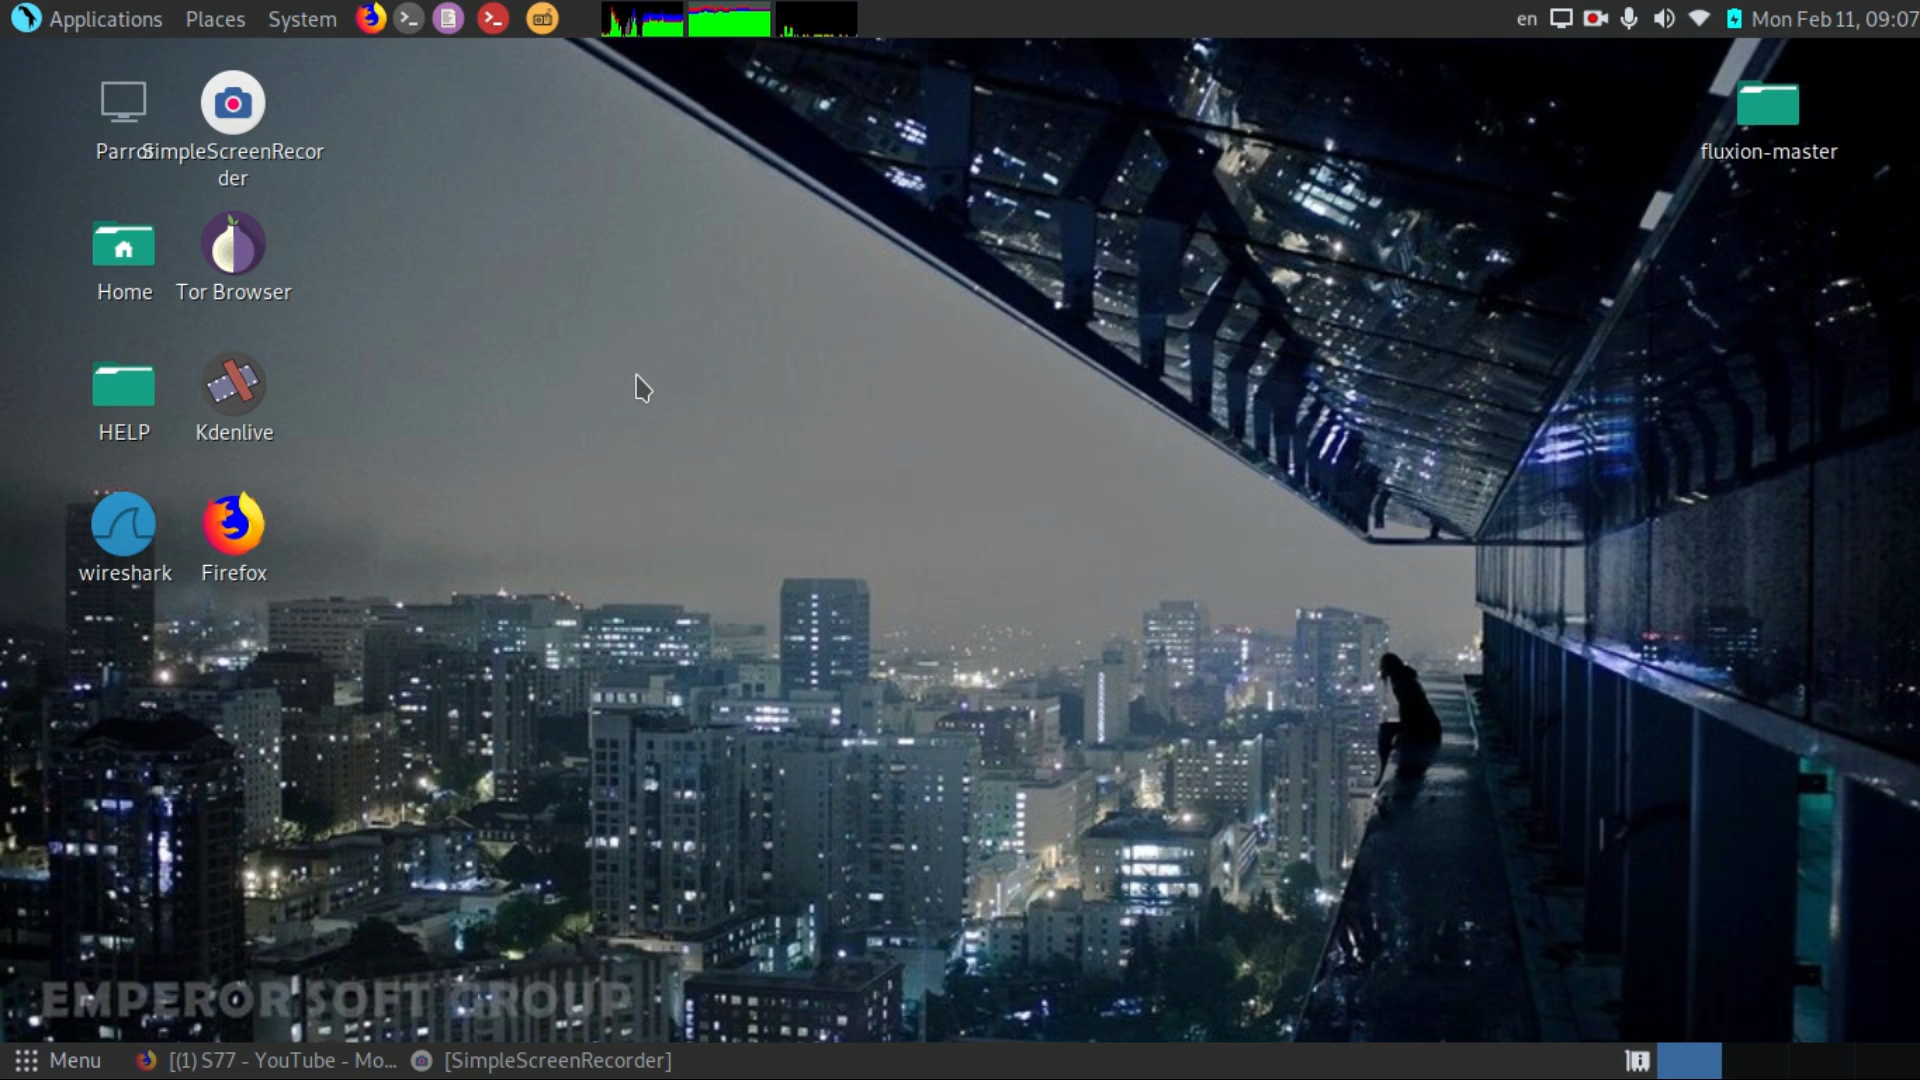 Applications Places System
en Mon Feb 11, 09:07
SimpleScreenRecor
der
fluxion-master
Home Tor Browser
HELP Kdenlive
wireshark Firefox
EMPEROR SOFT GROUP
Menu [(1) S77 - YouTube - Mo... [SimpleScreenRecorder]